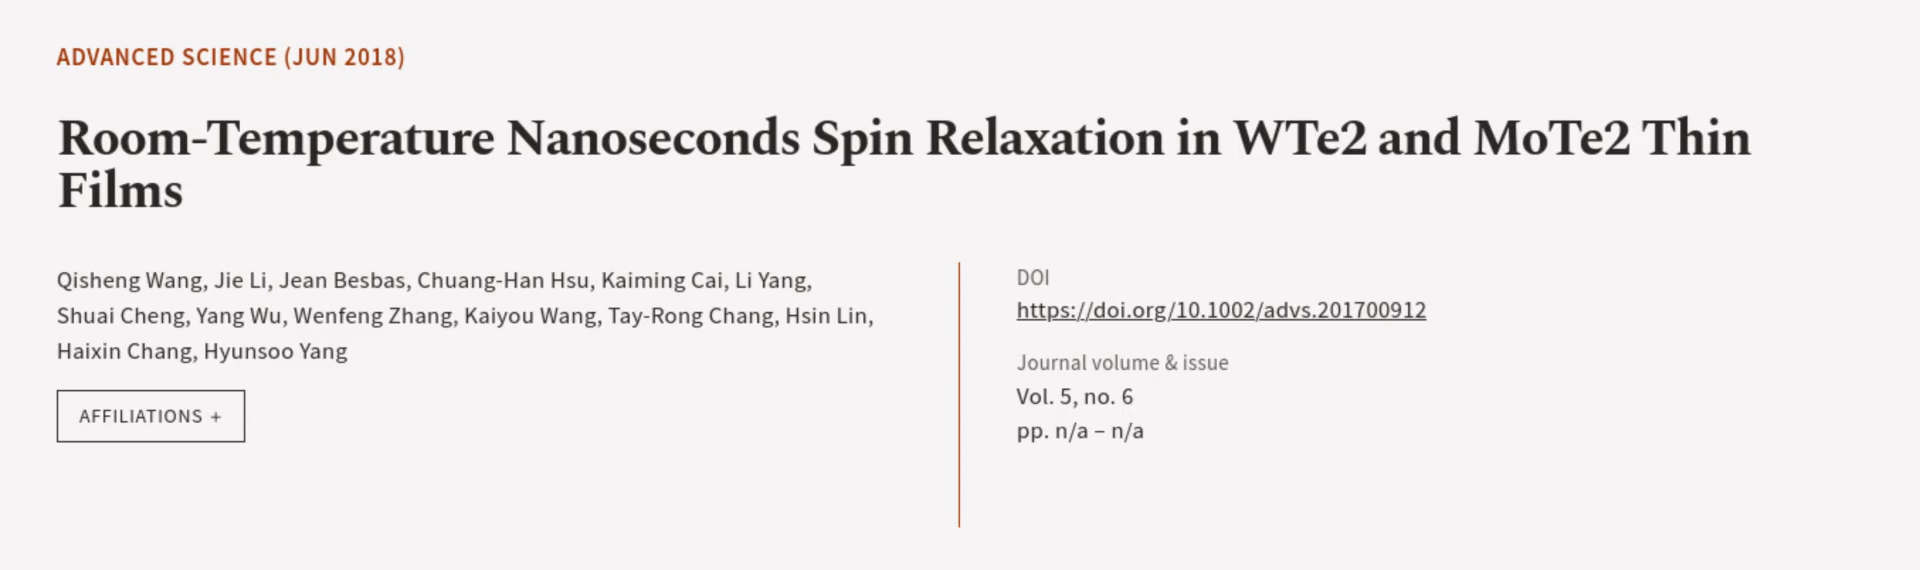 ADVANCED SCIENCE (JUN 2018)
Room-Temperature Nanoseconds Spin Relaxation in WTe2 and MoTe2 Thin
Films
Qisheng Wang, Jie Li, Jean Besbas, Chuang-Han Hsu, Kaiming Cai, Li Yang,
Shuai Cheng, Yang Wu, Wenfeng Zhang, Kaiyou Wang, Tay-Rong Chang, Hsin Lin,
Haixin Chang, Hyunsoo Yang
AFFILIATIONS +
DOI
https://doi.org/10.1002/advs.201700912
Journal volume & issue
Vol. 5, no. 6
pp. n/a – n/a